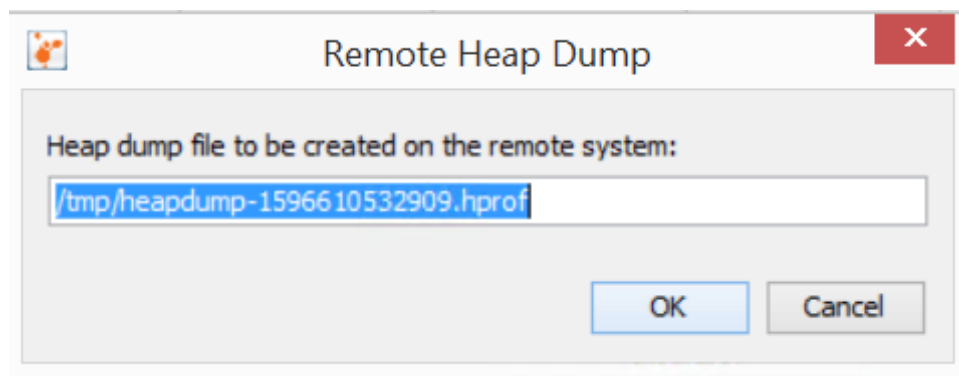 Remote Heap Dump
Heap dump file to be created on the remote system:
/tmp/heapdump-1596610532909.hprof
OK
Cancel